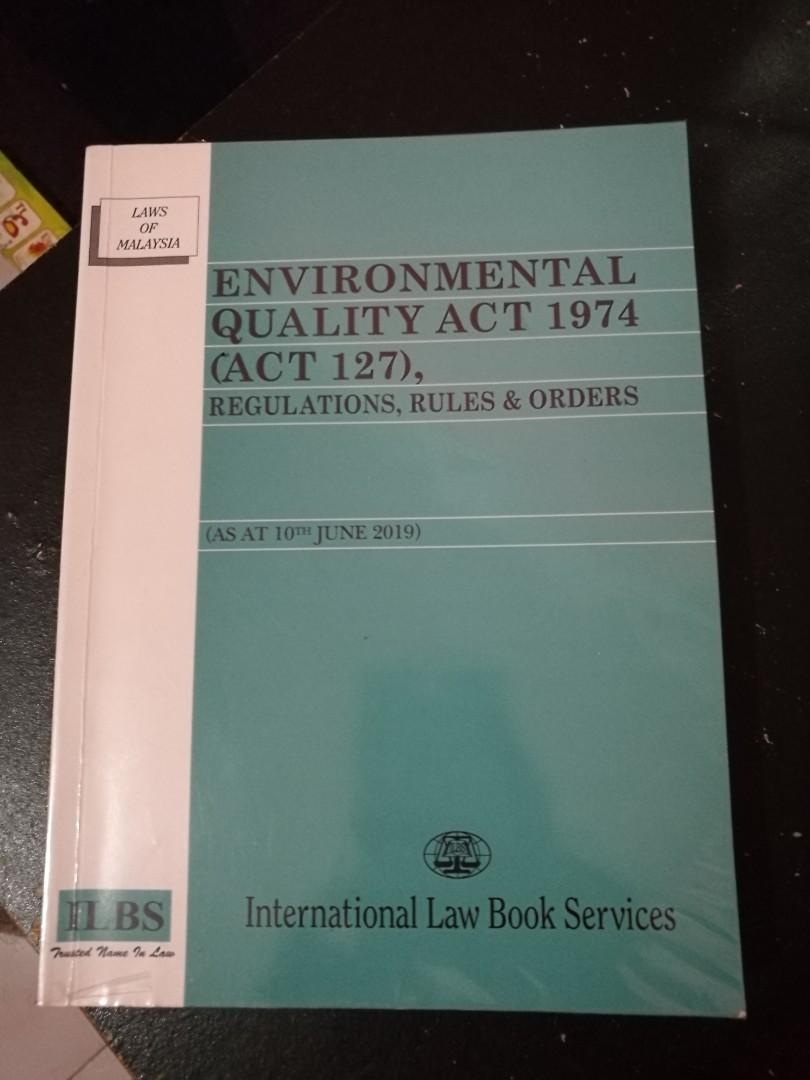 LAWS
OF
MALAYSIA
ENVIRONMENTAL
QUALITY ACT 1974
(ACT 127),
REGULATIONS, RULES & ORDERS
(AS AT 10TH JUNE 2019)
International Law Book Services
ILBS
Trusted Name In Law